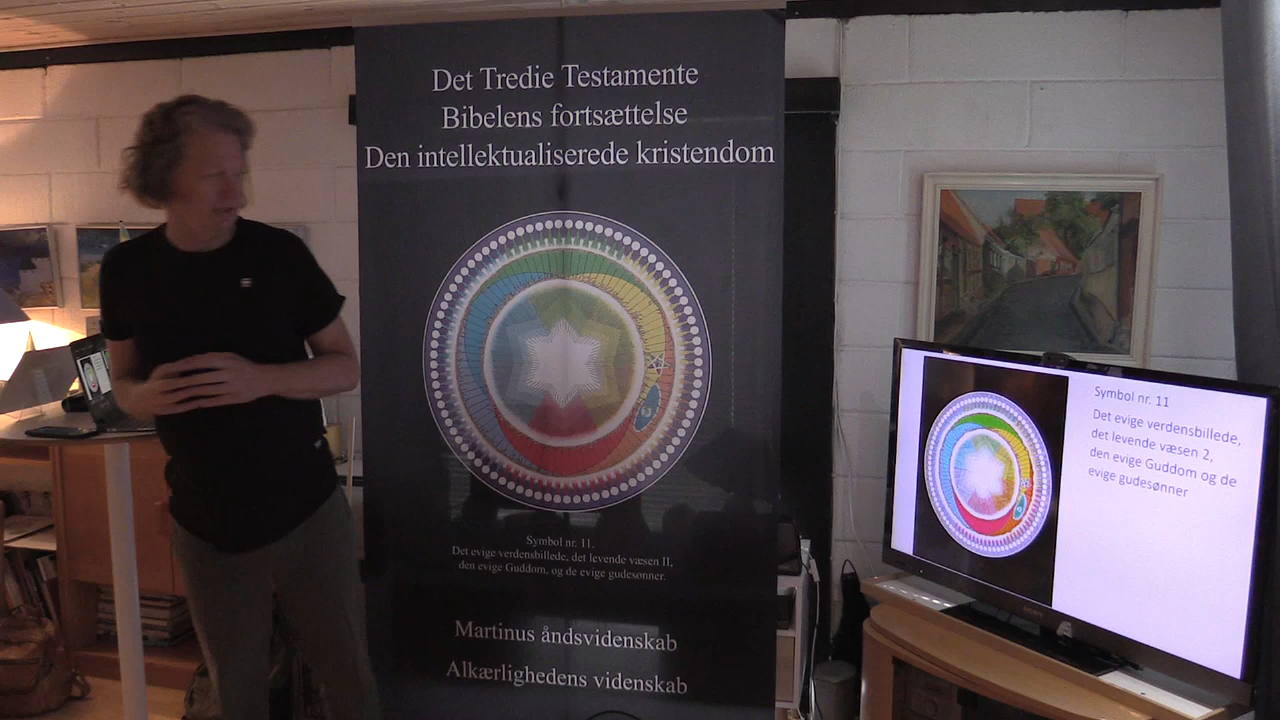 Det Tredie Testamente
Bibelens fortsættelse
Den intellektualiserede kristendom
Symbol nr. 11.
Det evige verdensbillede, det levende væsen II,
den evige Guddom, og de evige gudesønner.
Martinus åndsvidenskab
Alkærlighedens videnskab
Symbol nr. 11
Det evige verdensbillede,
det levende væsen 2,
den evige Guddom og de
evige gudesønner
SONY